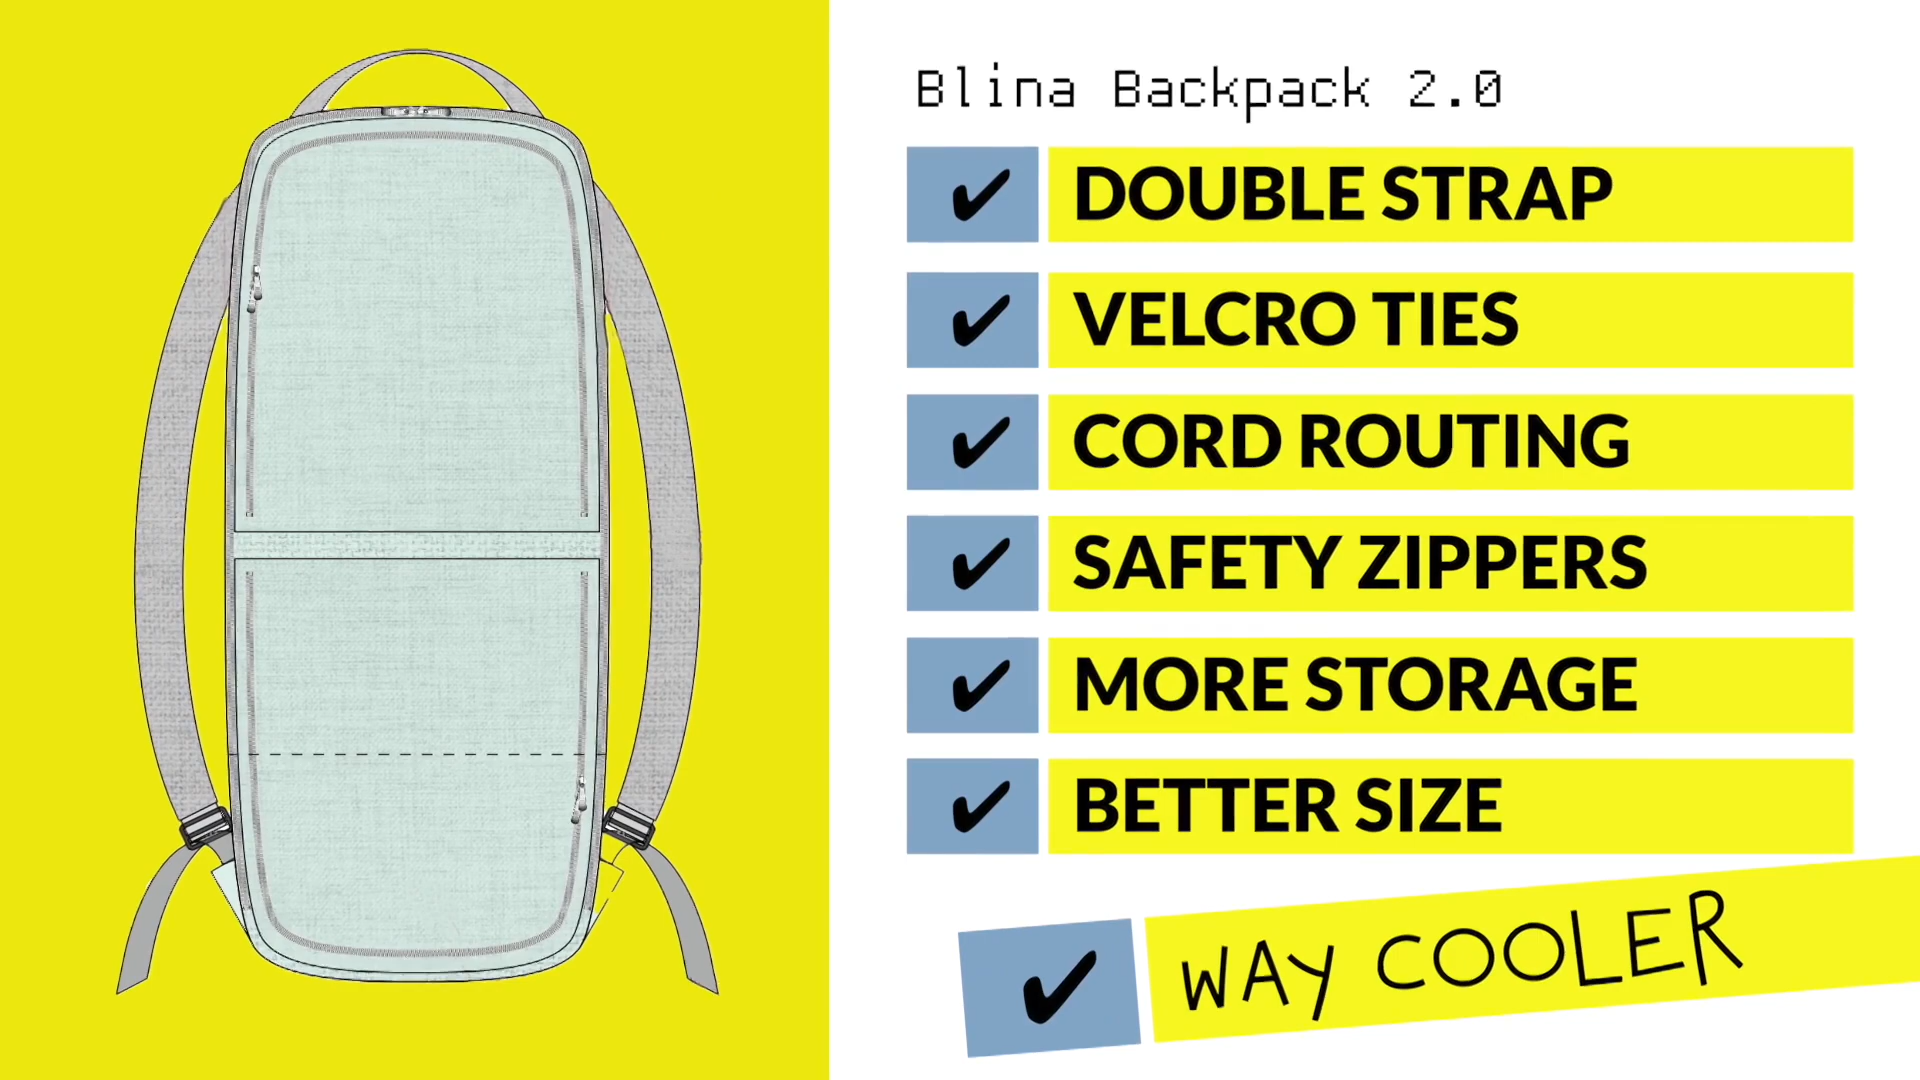 Blina Backpack 2.0
✔ DOUBLE STRAP
✔ VELCRO TIES
✔ CORD ROUTING
✔ SAFETY ZIPPERS
✔ MORE STORAGE
✔ BETTER SIZE
✔ WAY COOLER